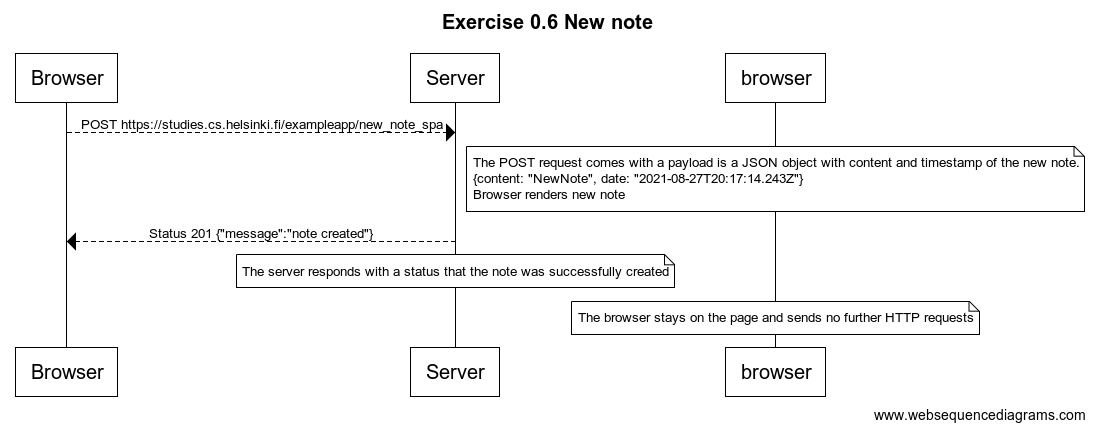 Exercise 0.6 New note
Browser
Server
browser
POST https://studies.cs.helsinki.fi/exampleapp/new_note_spa
The POST request comes with a payload is a JSON object with content and timestamp of the new note.
{content: "NewNote", date: "2021-08-27T20:17:14.243Z"}
Browser renders new note
Status 201 {"message":"note created"}
The server responds with a status that the note was successfully created
The browser stays on the page and sends no further HTTP requests
Browser
Server
browser
www.websequencediagrams.com